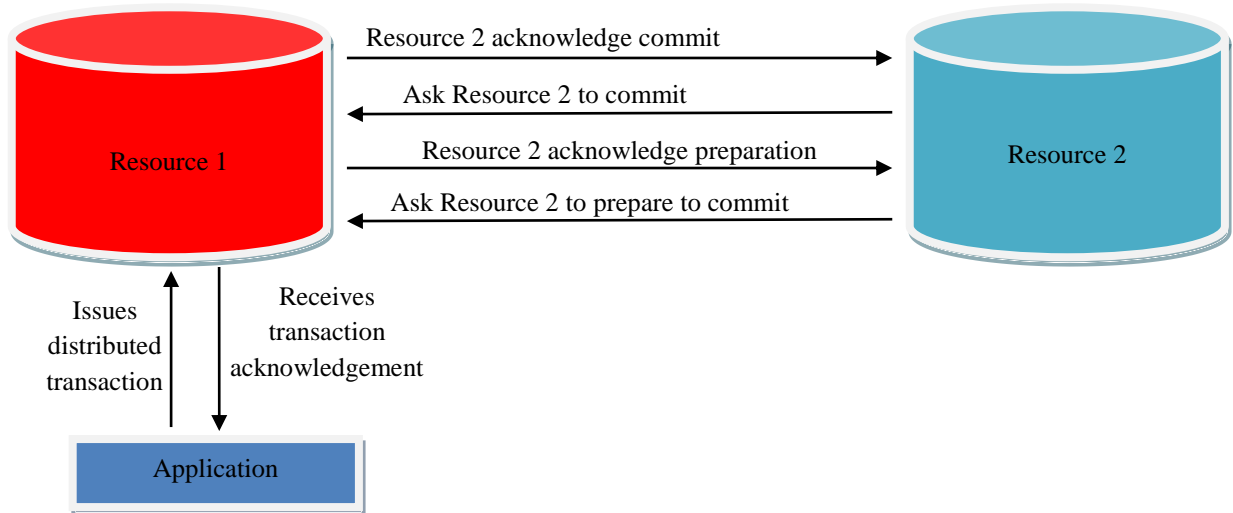 Resource 2 acknowledge commit
Ask Resource 2 to commit
Resource 1
Resource 2 acknowledge preparation
Resource 2
Ask Resource 2 to prepare to commit
Issues
distributed
transaction
Receives
transaction
acknowledgement
Application